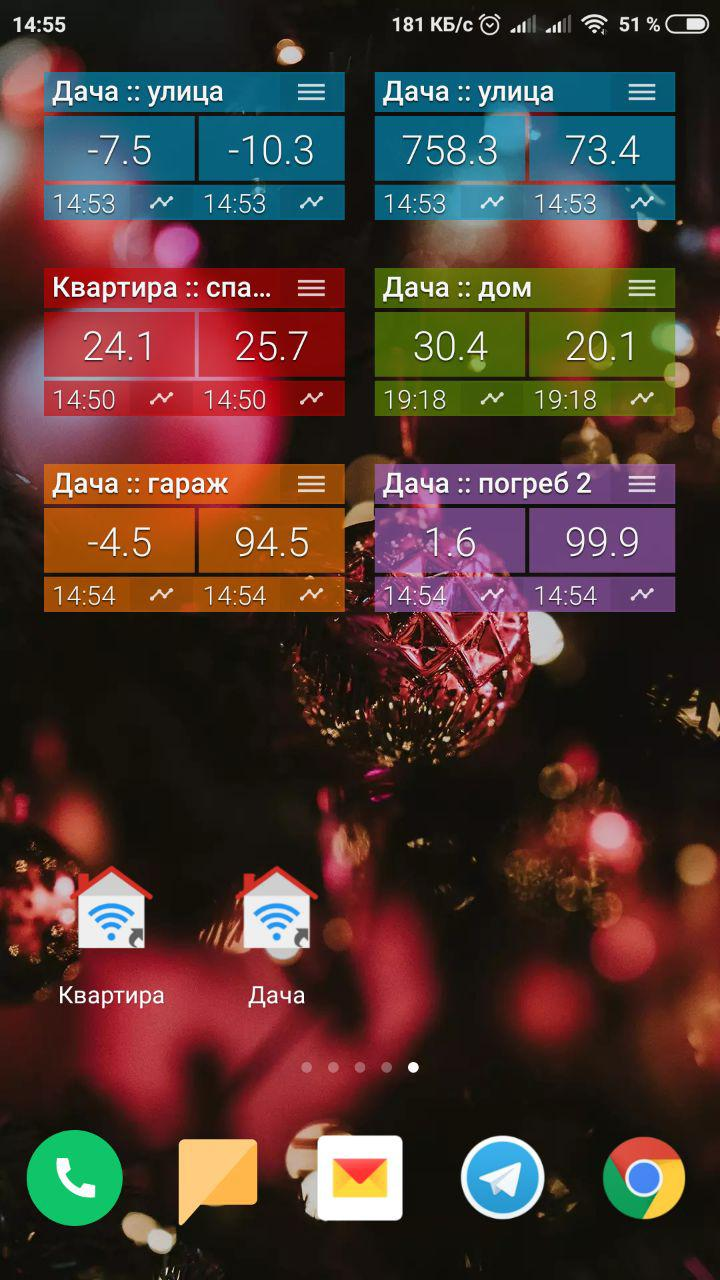 14:55 181 КБ/с 51 %
Дача :: улица
-7.5 -10.3
14:53 14:53
Дача :: улица
758.3 73.4
14:53 14:53
Квартира :: спа...
24.1 25.7
14:50 14:50
Дача :: дом
30.4 20.1
19:18 19:18
Дача :: гараж
-4.5 94.5
14:54 14:54
Дача :: погреб 2
1.6 99.9
14:54 14:54
Квартира Дача